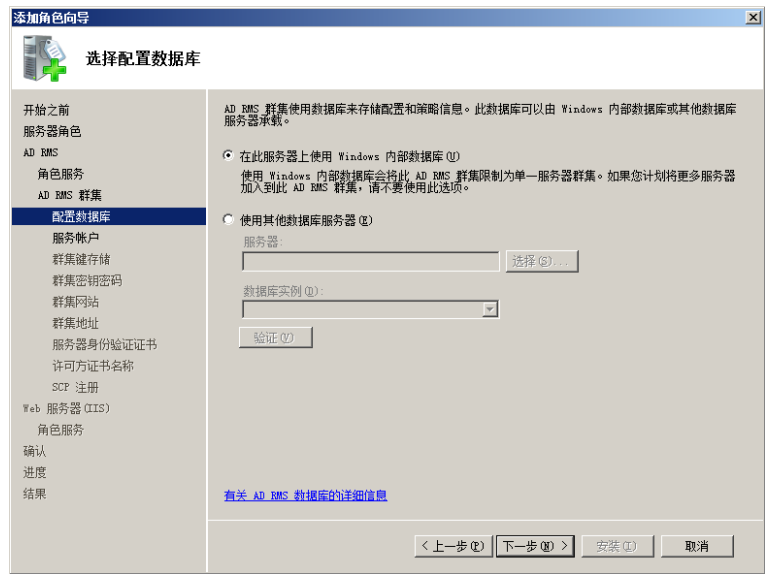 添加角色向导
选择配置数据库
开始之前
服务器角色
AD RMS
角色服务
AD RMS 群集
配置数据库
服务帐户
群集键存储
群集密钥密码
群集网站
群集地址
服务器身份验证证书
许可方证书名称
SCP 注册
Web 服务器(IIS)
角色服务
确认
进度
结果
AD RMS 群集使用数据库来存储配置和策略信息。此数据库可以由 Windows 内部数据库或其他数据库
服务器承载。
在此服务器上使用 Windows 内部数据库(U)
使用 Windows 内部数据库会将此 AD RMS 群集限制为单一服务器群集。如果您计划将更多服务器
加入到此 AD RMS 群集，请不要使用此选项。
使用其他数据库服务器(E)
服务器:
选择(S)...
数据库实例(D):
验证(V)
有关 AD RMS 数据库的详细信息
< 上一步(P)
下一步(N) >
安装(I)
取消